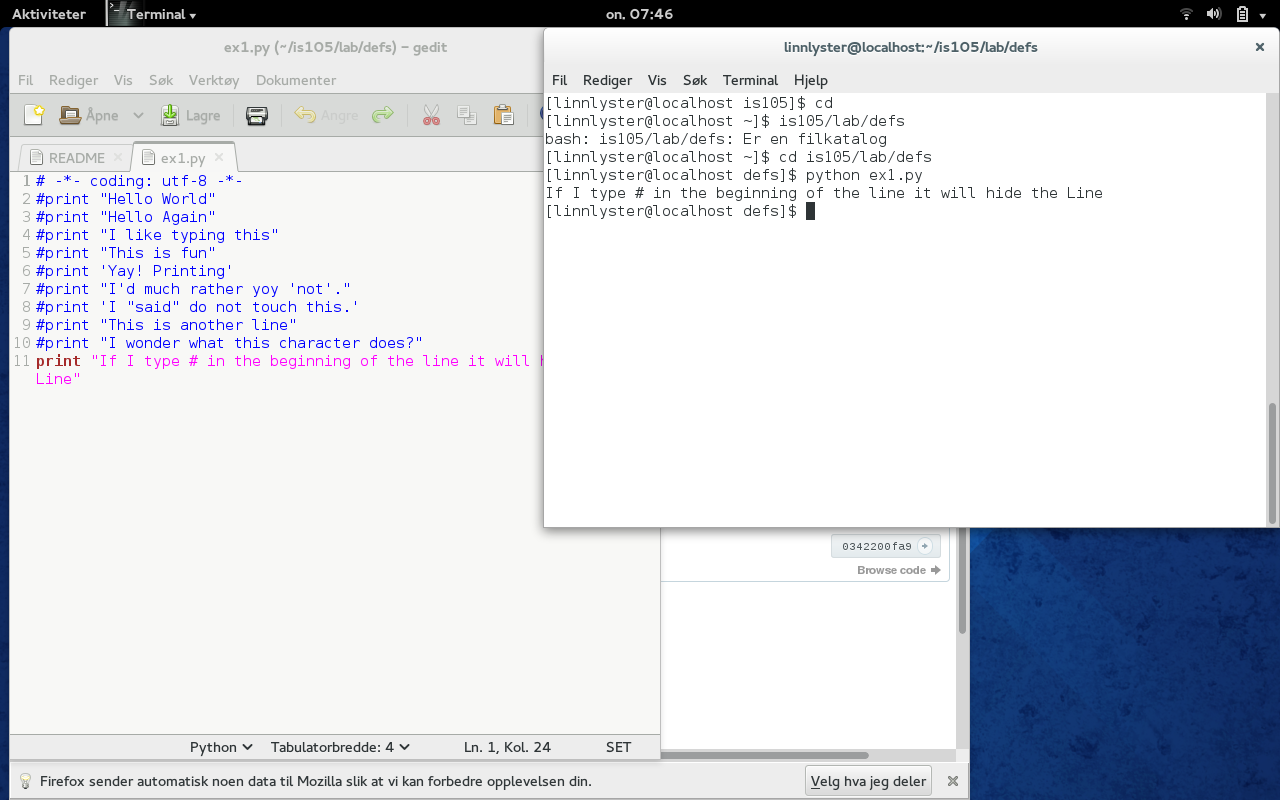 Aktiviteter
Terminal
on. 07:46
ex1.py (~/is105/lab/defs) – gedit
Fil Rediger Vis Søk Verktøy Dokumenter
Åpne Lagre Angre
README ex1.py
1 # -*- coding: utf-8 -*-
2 #print "Hello World"
3 #print "Hello Again"
4 #print "I like typing this"
5 #print "This is fun"
6 #print 'Yay! Printing'
7 #print "I'd much rather yoy 'not'."
8 #print 'I "said" do not touch this.'
9 #print "This is another line"
10 #print "I wonder what this character does?"
11 print "If I type # in the beginning of the line it will
Line"
Python Tabulatorbredde: 4 Ln. 1, Kol. 24 SET
linnlyster@localhost:~/is105/lab/defs
Fil Rediger Vis Søk Terminal Hjelp
[linnlyster@localhost is105]$ cd
[linnlyster@localhost ~]$ is105/lab/defs
bash: is105/lab/defs: Er en filkatalog
[linnlyster@localhost ~]$ cd is105/lab/defs
[linnlyster@localhost defs]$ python ex1.py
If I type # in the beginning of the line it will hide the Line
[linnlyster@localhost defs]$
0342200fa9
Browse code
Firefox sender automatisk noen data til Mozilla slik at vi kan forbedre opplevelsen din.
Velg hva jeg deler